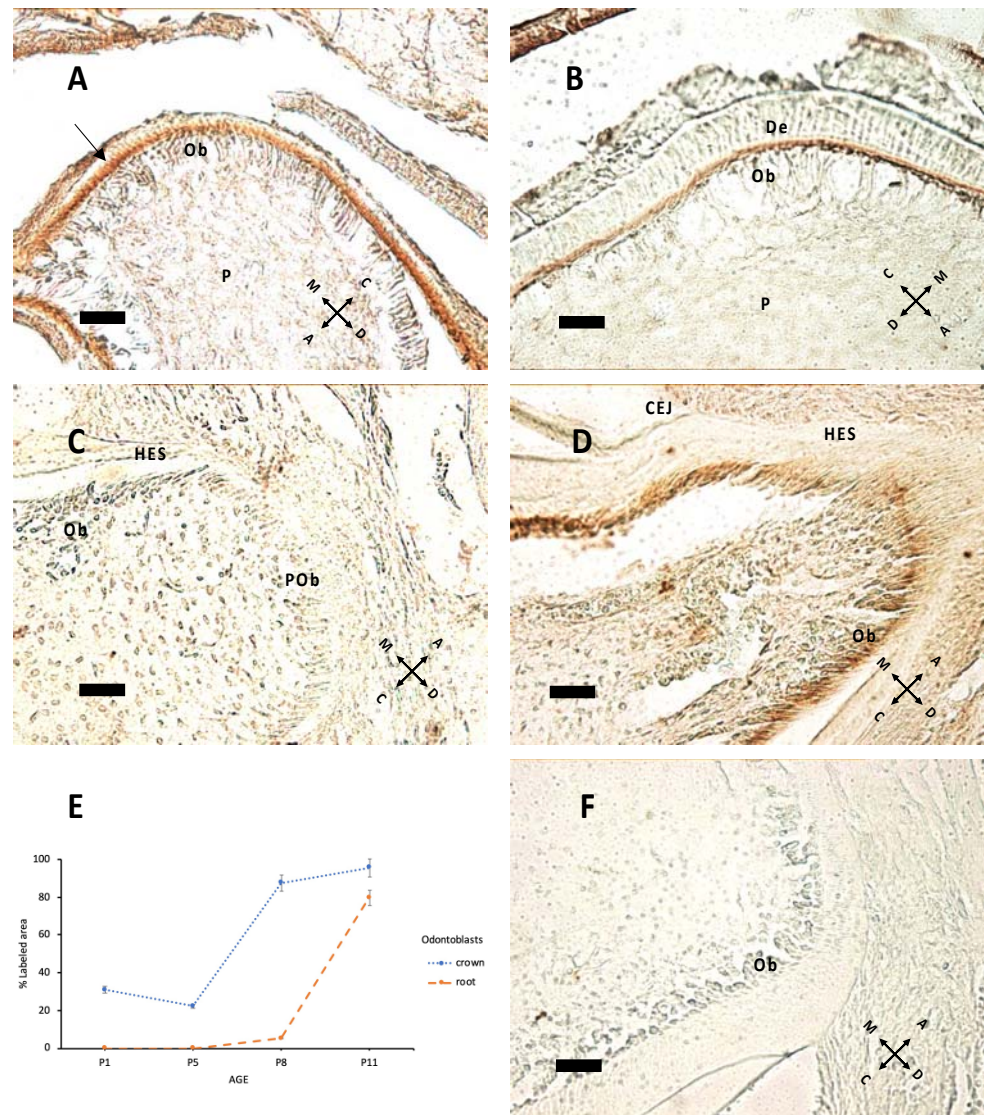 A
Ob
P
M
C
A
D
B
De
Ob
P
C
M
D
A
C
HES
Ob
POb
M
A
C
D
D
CEJ
HES
Ob
M
A
C
D
E
100
80
60
40
20
0
% Labeled area
P1
P5
P8
P11
AGE
Odontoblasts
crown
root
F
Ob
M
A
C
D